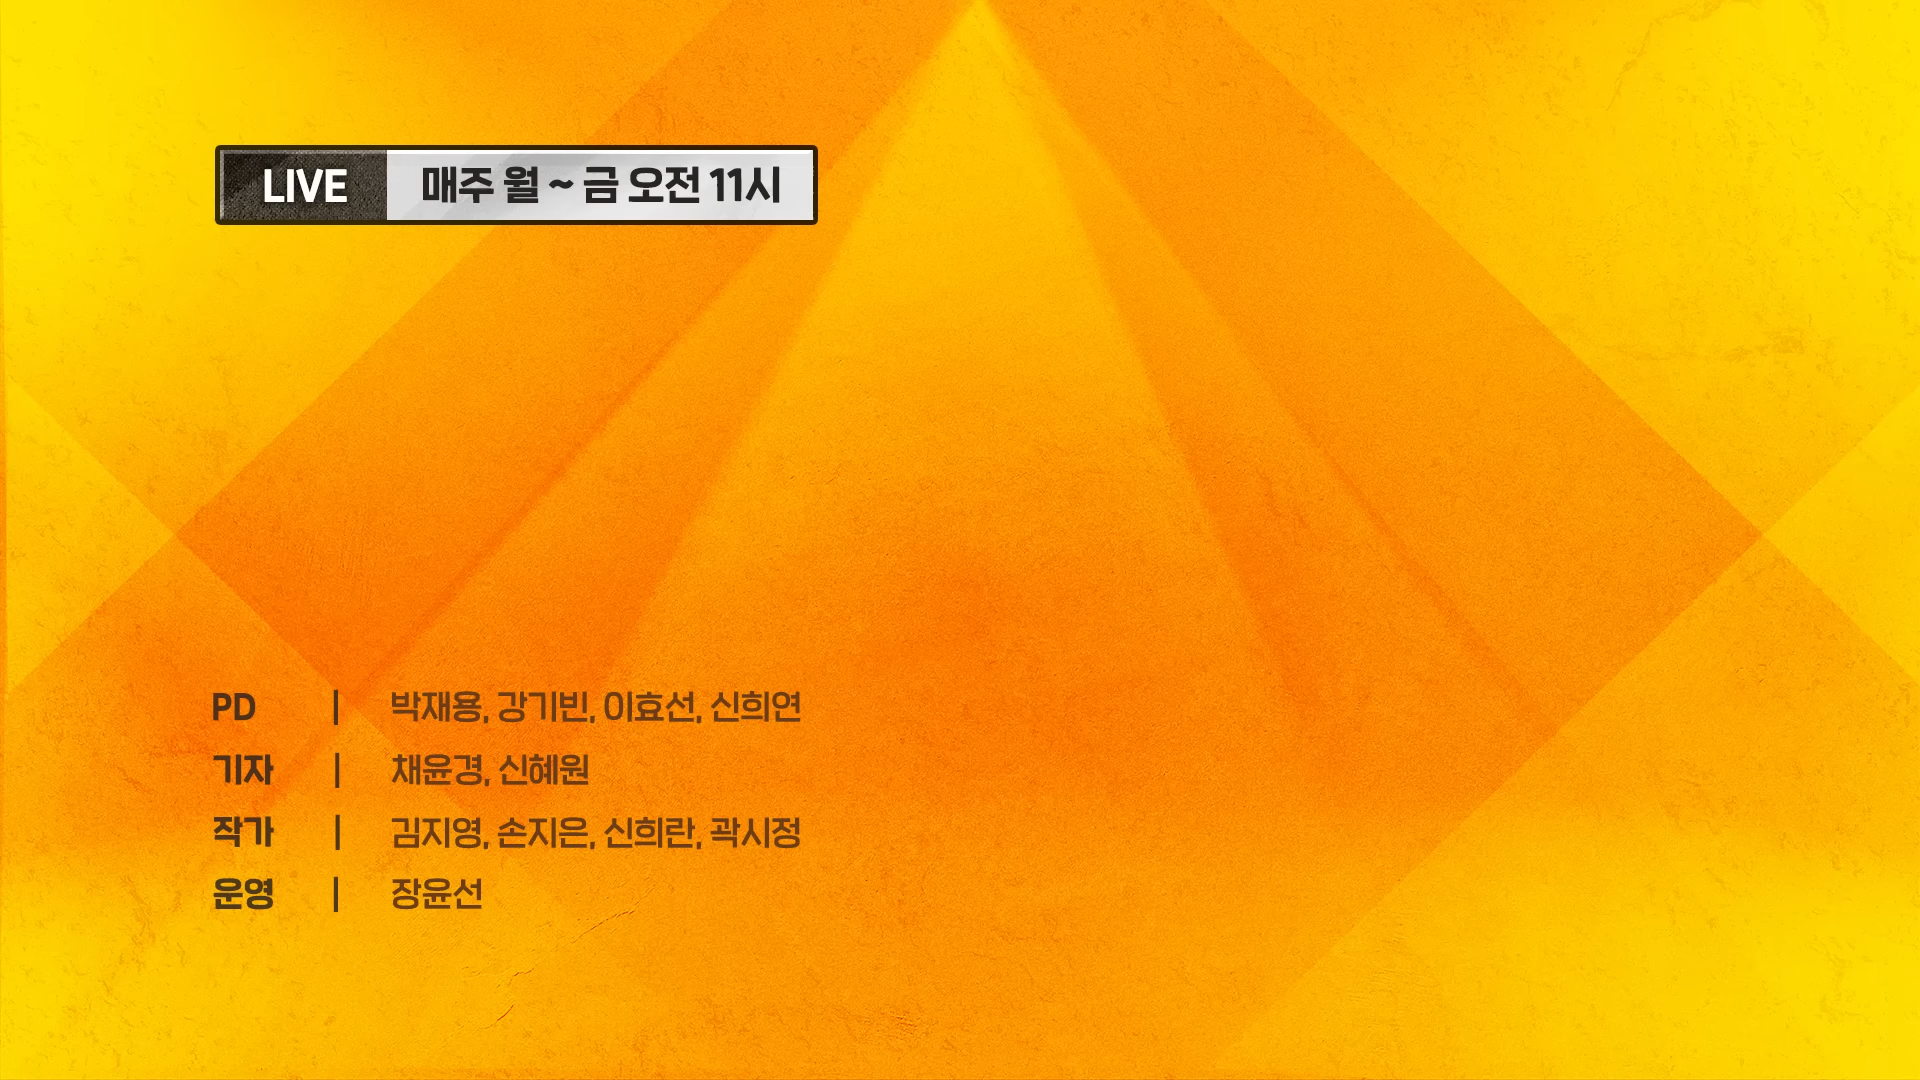 LIVE 매주 월 ~ 금 오전 11시
PD | 박재용, 강기빈, 이효선, 신희연
기자 | 채윤경, 신혜원
작가 | 김지영, 손지은, 신희란, 곽시정
운영 | 장윤선